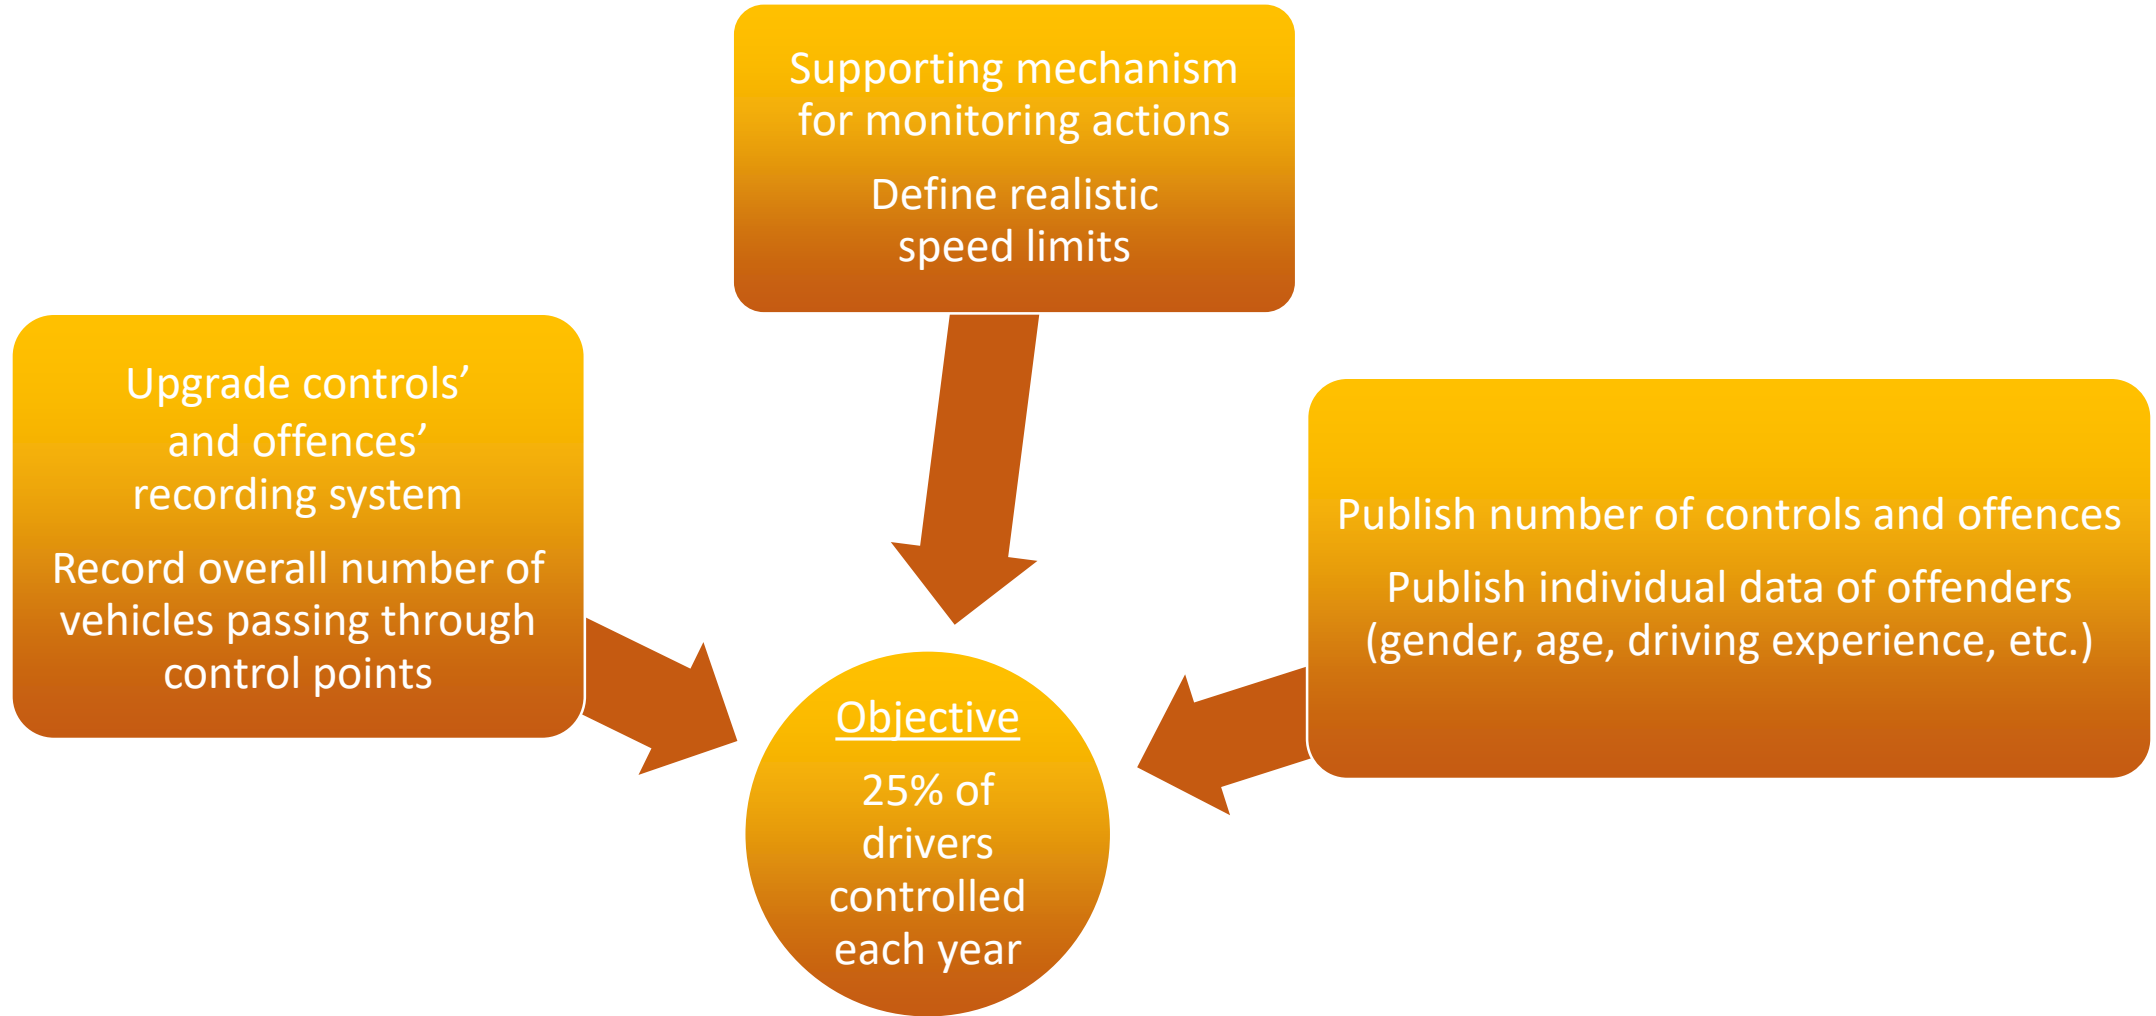 Supporting mechanism
for monitoring actions
Define realistic
speed limits
Upgrade controls’
and offences’
recording system
Record overall number of
vehicles passing through
control points
Publish number of controls and offences
Publish individual data of offenders
(gender, age, driving experience, etc.)
Objective
25% of
drivers
controlled
each year